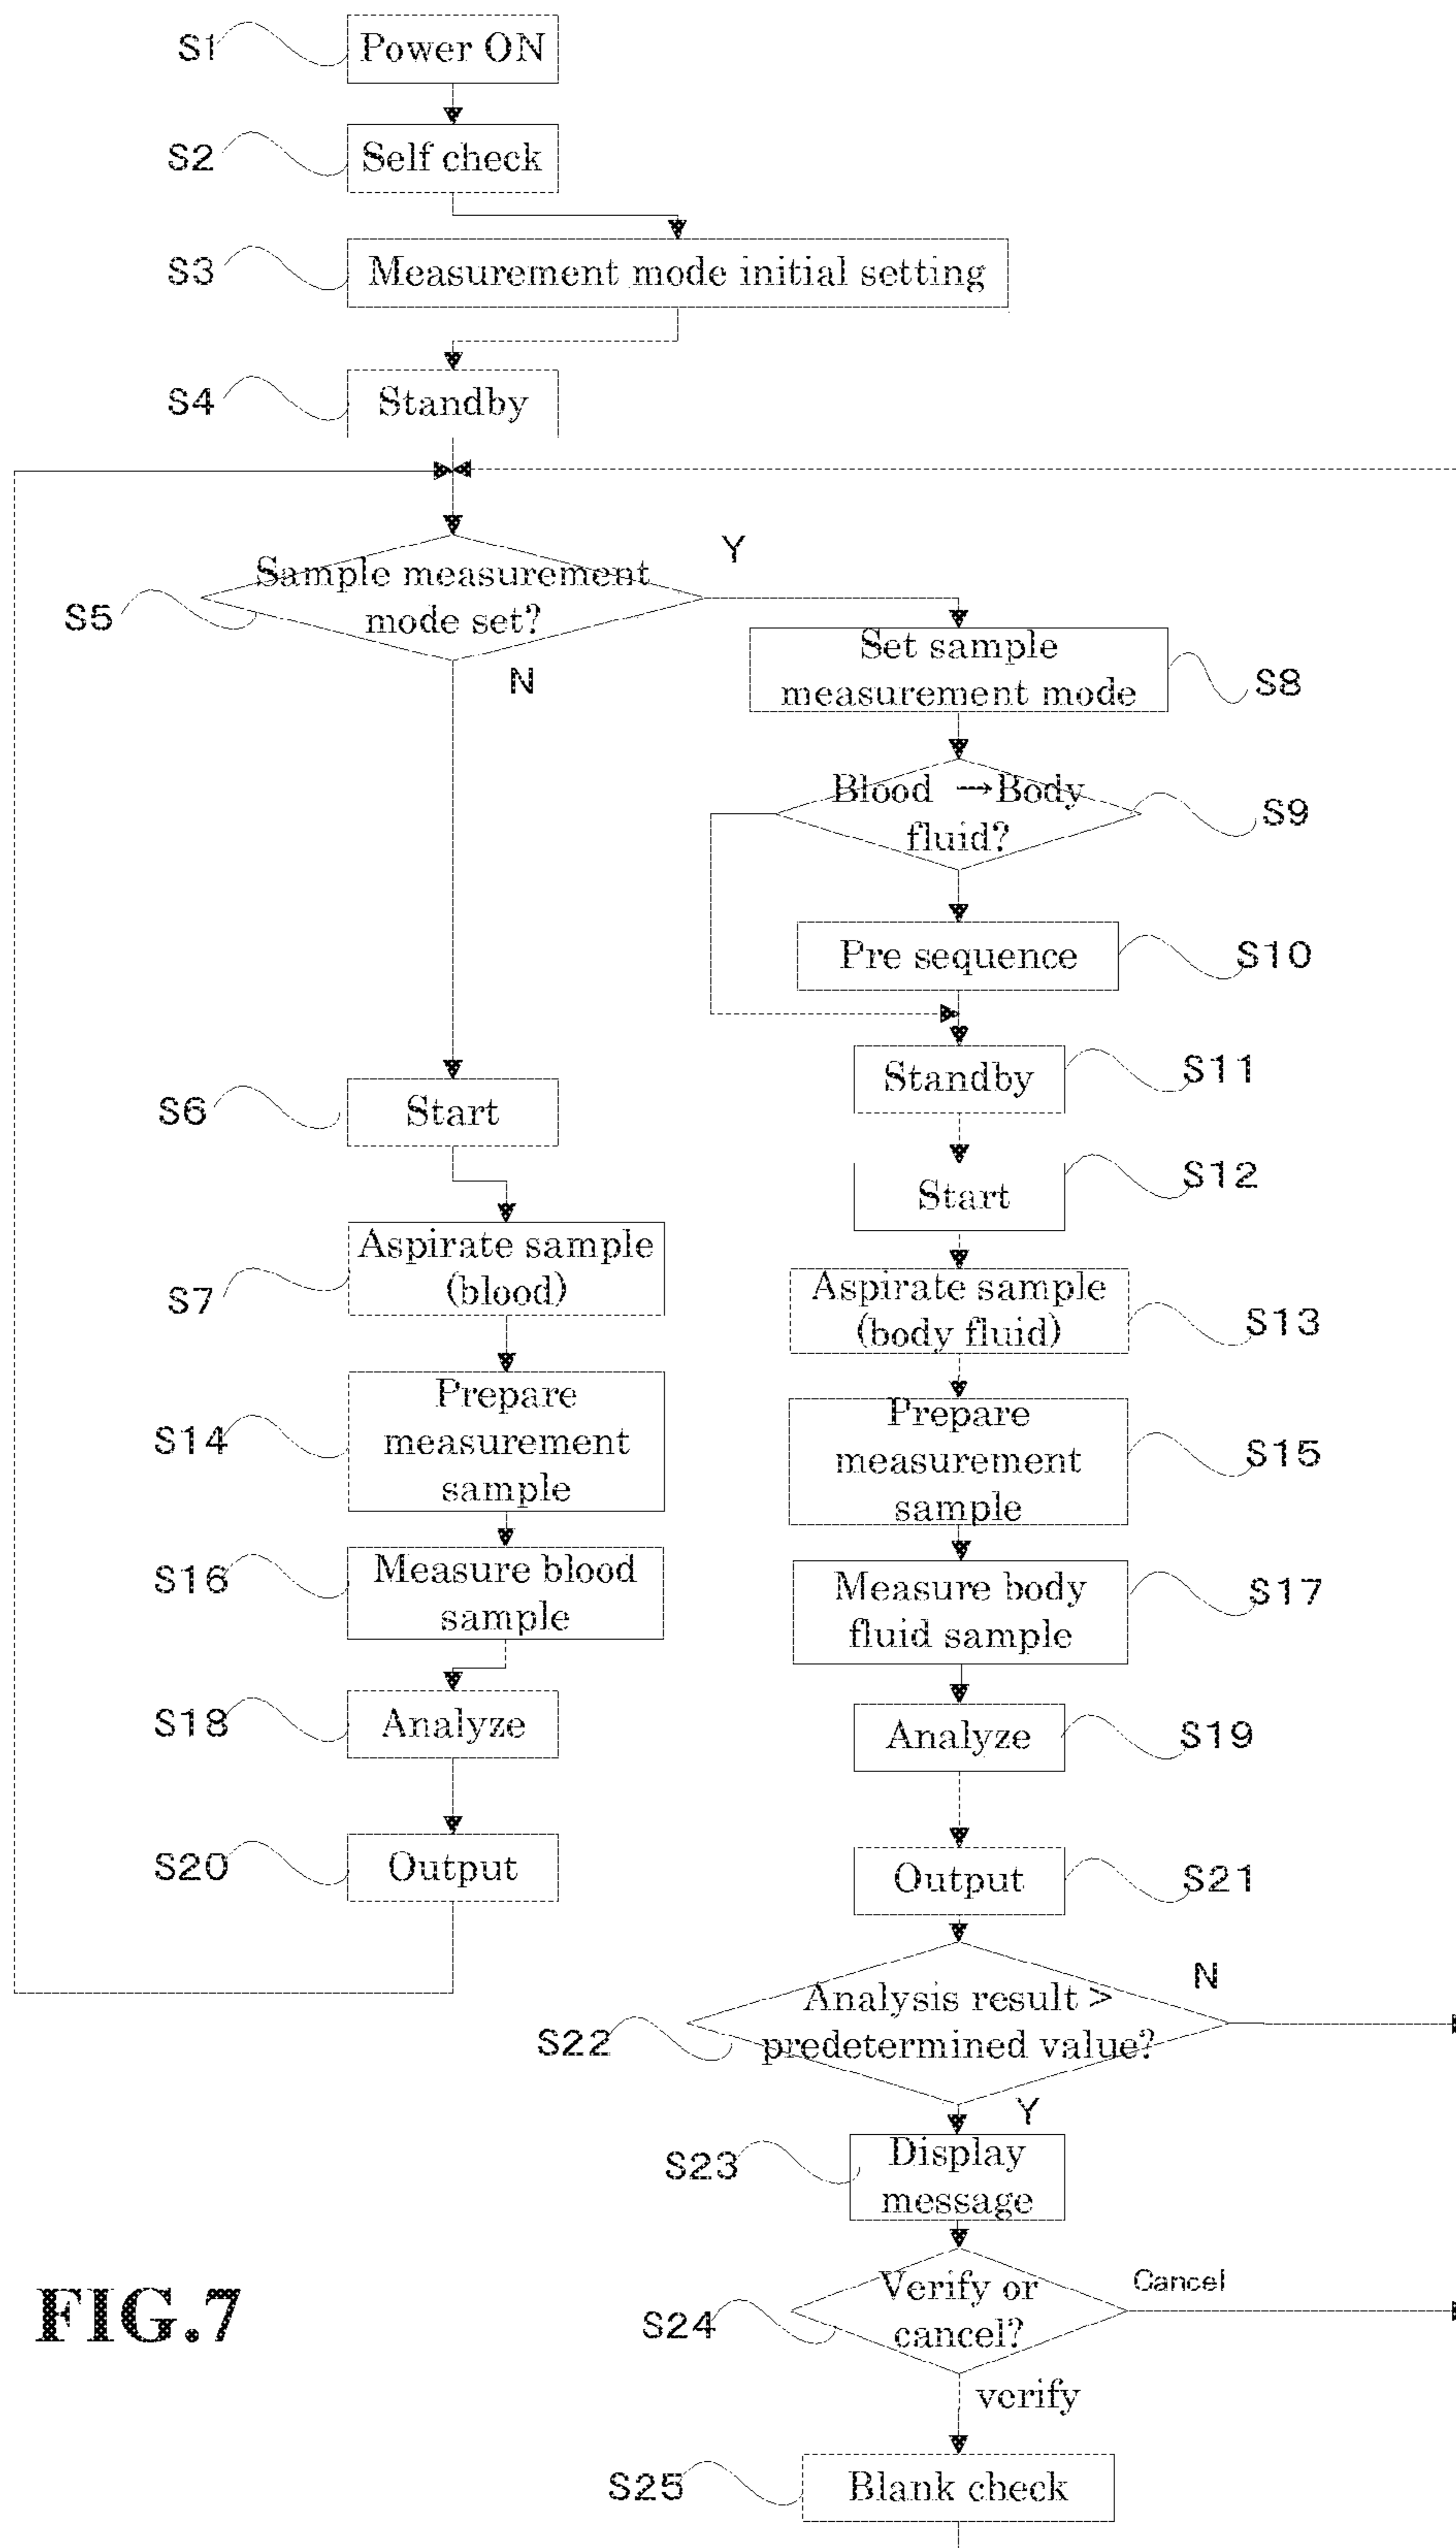 S1
Power ON
S2
Self check
S3
Measurement mode initial setting
S4
Standby
Sample measurement
mode set?
S5
Y
N
Set sample
measurement mode
S8
Blood →Body
fluid?
S9
Pre sequence
S10
Standby
S11
S6
Start
Start
S12
Aspirate sample
(blood)
S7
Aspirate sample
(body fluid)
S13
Prepare
measurement
sample
S14
Prepare
measurement
sample
S15
Measure blood
sample
S16
Measure body
fluid sample
S17
S18
Analyze
Analyze
S19
S20
Output
Output
S21
Analysis result >
predetermined value?
S22
N
Y
S23
Display
message
Verify or
cancel?
S24
Cancel
verify
S25
Blank check
FIG.7